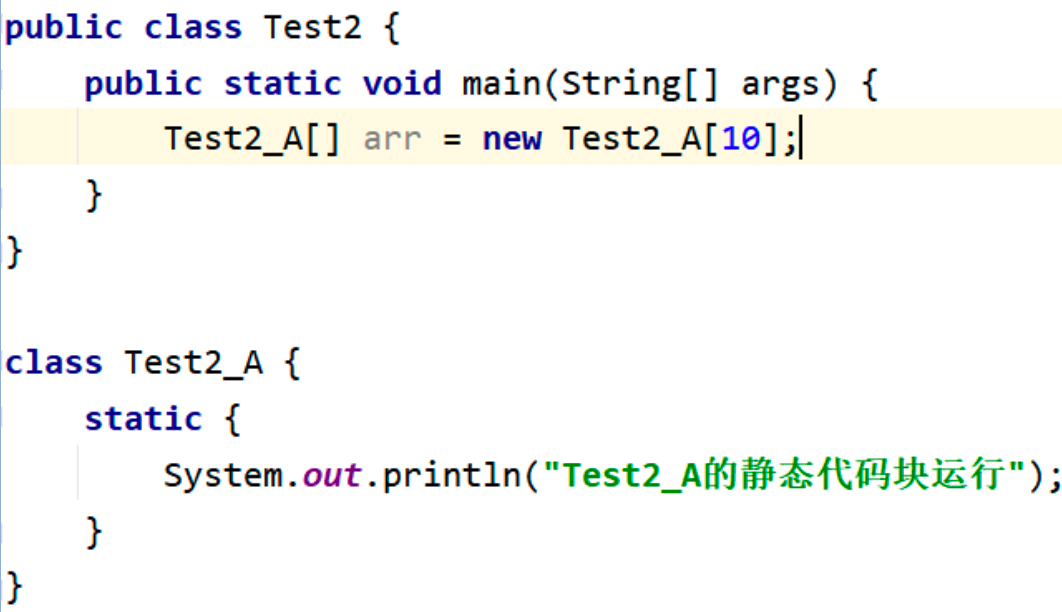 public class Test2 {
    public static void main(String[] args) {
        Test2_A[] arr = new Test2_A[10];
    }
}

class Test2_A {
    static {
        System.out.println("Test2_A的静态代码块运行");
    }
}